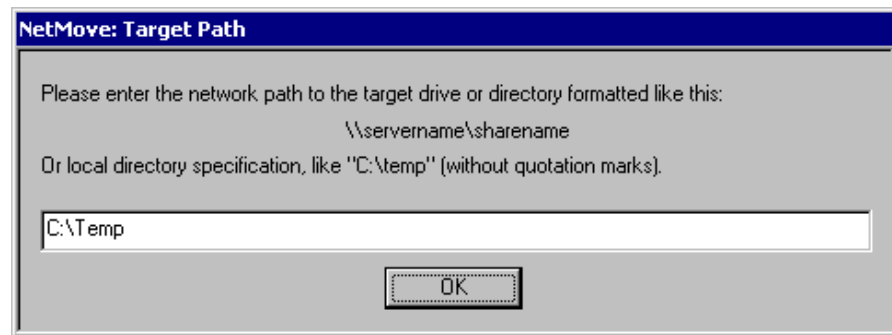 NetMove: Target Path
Please enter the network path to the target drive or directory formatted like this:
\\servername\sharename
Or local directory specification, like "C:\temp" (without quotation marks).
C:\Temp
OK